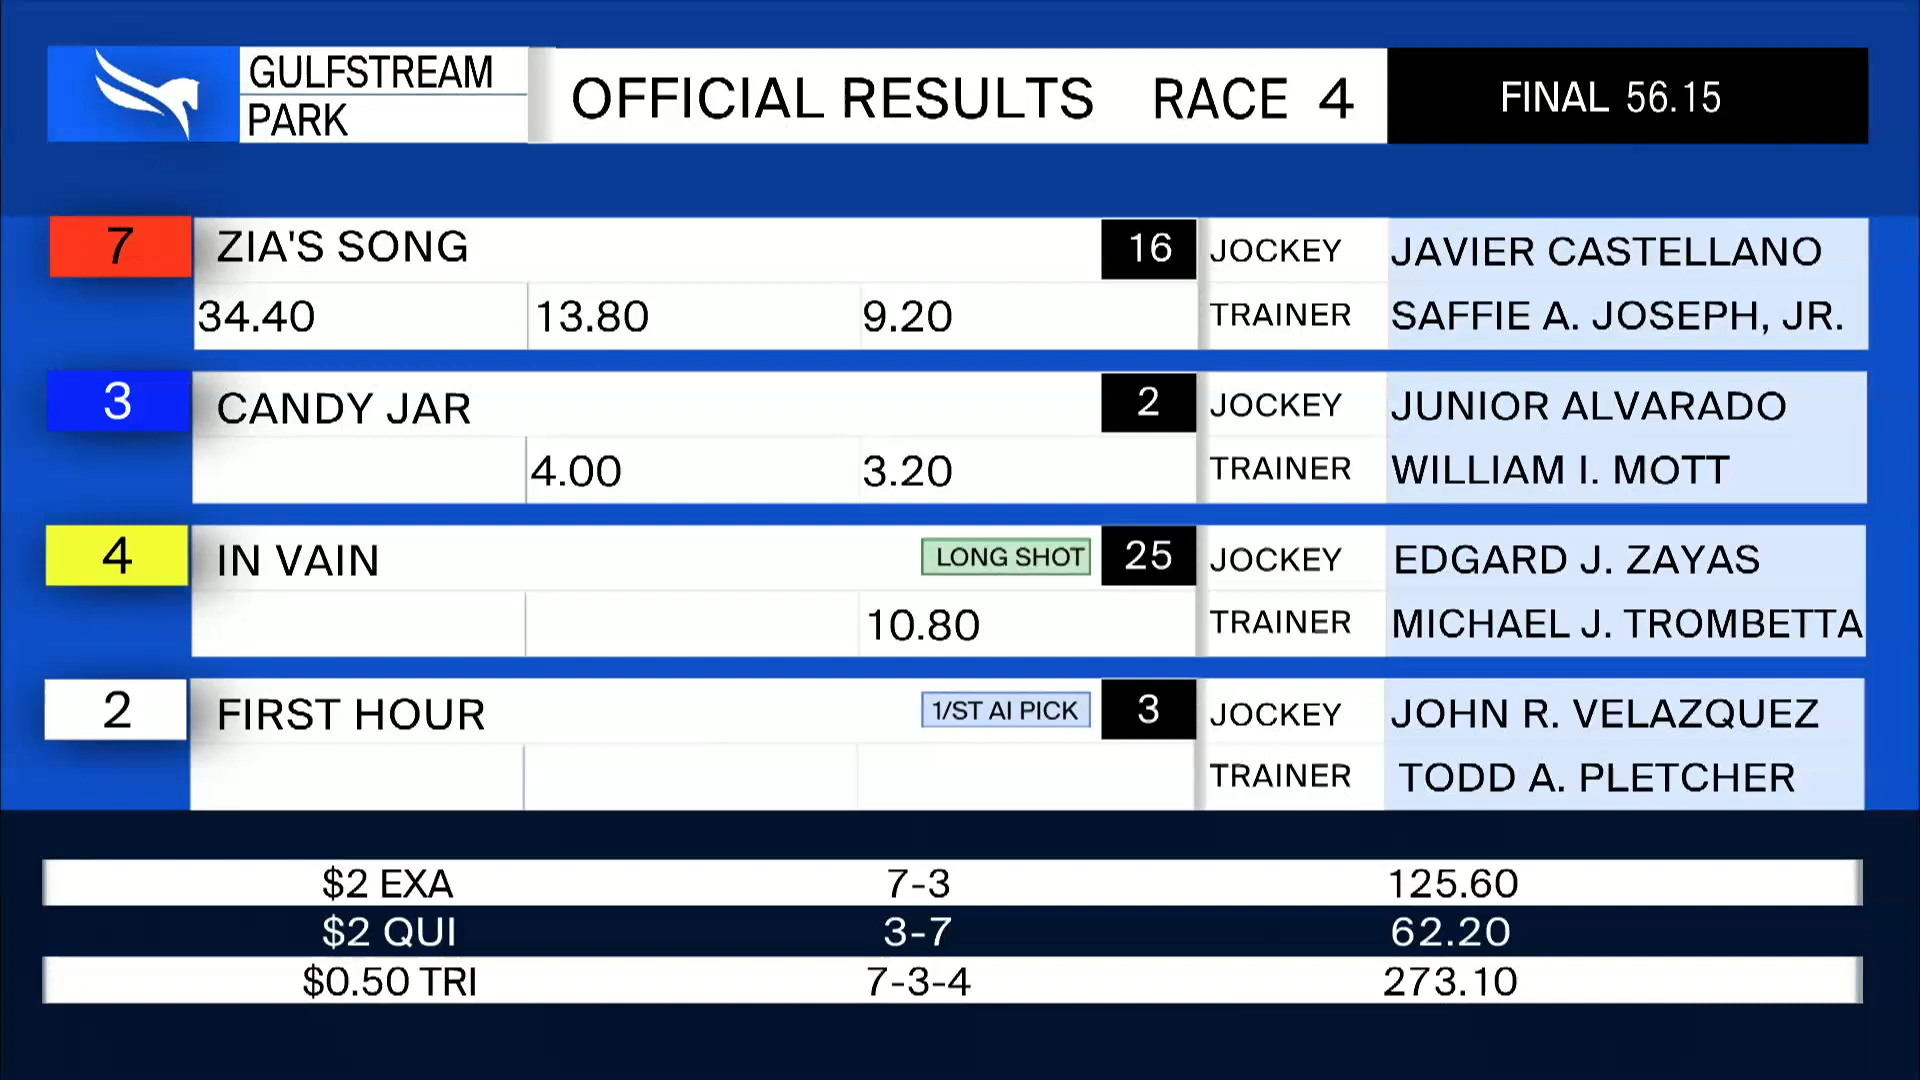 GULFSTREAM
PARK
OFFICIAL RESULTS RACE 4
FINAL 56.15
7 ZIA'S SONG 16 JOCKEY JAVIER CASTELLANO
34.40 13.80 9.20 TRAINER SAFFIE A. JOSEPH, JR.
3 CANDY JAR 2 JOCKEY JUNIOR ALVARADO
4.00 3.20 TRAINER WILLIAM I. MOTT
4 IN VAIN LONG SHOT 25 JOCKEY EDGARD J. ZAYAS
10.80 TRAINER MICHAEL J. TROMBETTA
2 FIRST HOUR 1/ST AI PICK 3 JOCKEY JOHN R. VELAZQUEZ
TRAINER TODD A. PLETCHER
$2 EXA 7-3 125.60
$2 QUI 3-7 62.20
$0.50 TRI 7-3-4 273.10